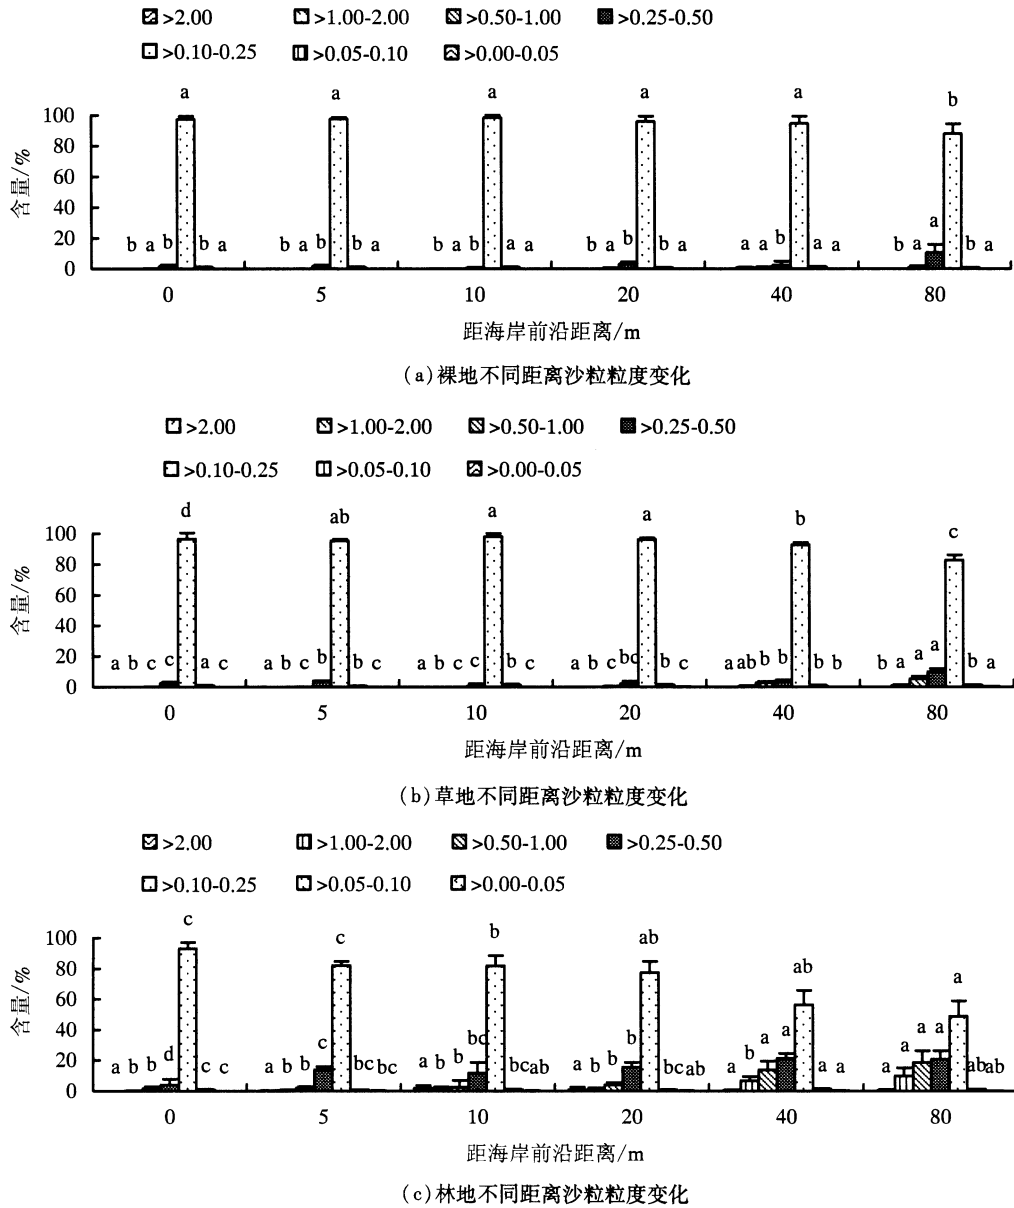 >2.00 >1.00-2.00 >0.50-1.00 >0.25-0.50
>0.10-0.25 >0.05-0.10 >0.00-0.05
a a a a a b
100
80
60
40
20
0
含量/%
b a b b a b a b b a b a b a a b a b b a a a b a a b a a b a
0 5 10 20 40 80
距海岸前沿距离/m
(a)裸地不同距离沙粒粒度变化
>2.00 >1.00-2.00 >0.50-1.00 >0.25-0.50
>0.10-0.25 >0.05-0.10 >0.00-0.05
d ab a a b c
100
80
60
40
20
0
含量/%
a b c c a c a b c b b c a b c c b c a b c bc b c a ab b b b b b a a a b a
0 5 10 20 40 80
距海岸前沿距离/m
(b)草地不同距离沙粒粒度变化
>2.00 >1.00-2.00 >0.50-1.00 >0.25-0.50
>0.10-0.25 >0.05-0.10 >0.00-0.05
c c b ab ab a
100
80
60
40
20
0
含量/%
a b b d c c a b b c bc bc a b b bc bc ab a b b b bc ab a b a a a a a a a a ab ab
0 5 10 20 40 80
距海岸前沿距离/m
(c)林地不同距离沙粒粒度变化